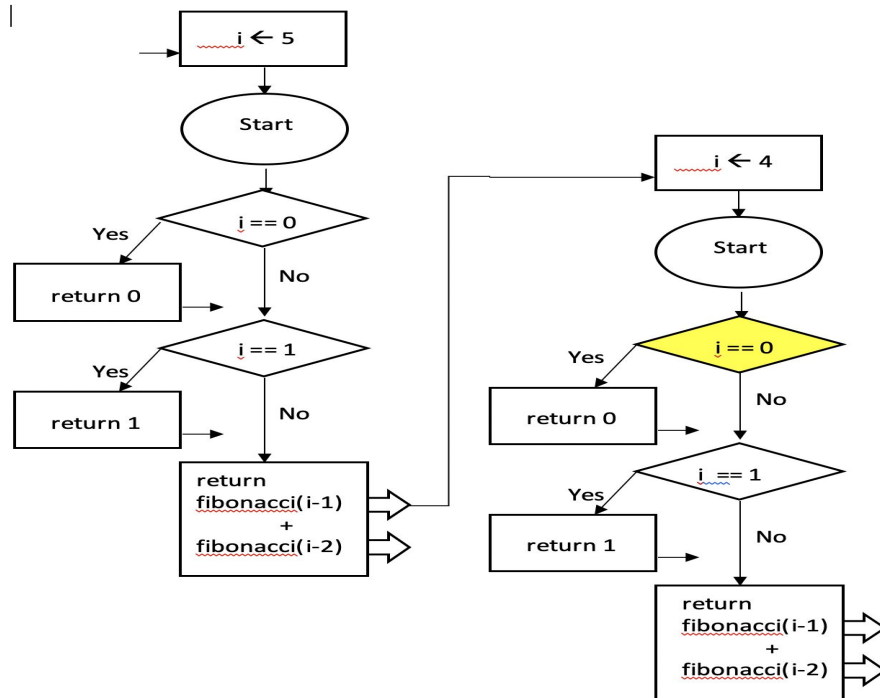 i ← 5
Start
i == 0
Yes
No
return 0
i == 1
Yes
No
return 1
return
fibonacci(i-1)
+
fibonacci(i-2)
i ← 4
Start
i == 0
Yes
No
return 0
i == 1
Yes
No
return 1
return
fibonacci(i-1)
+
fibonacci(i-2)